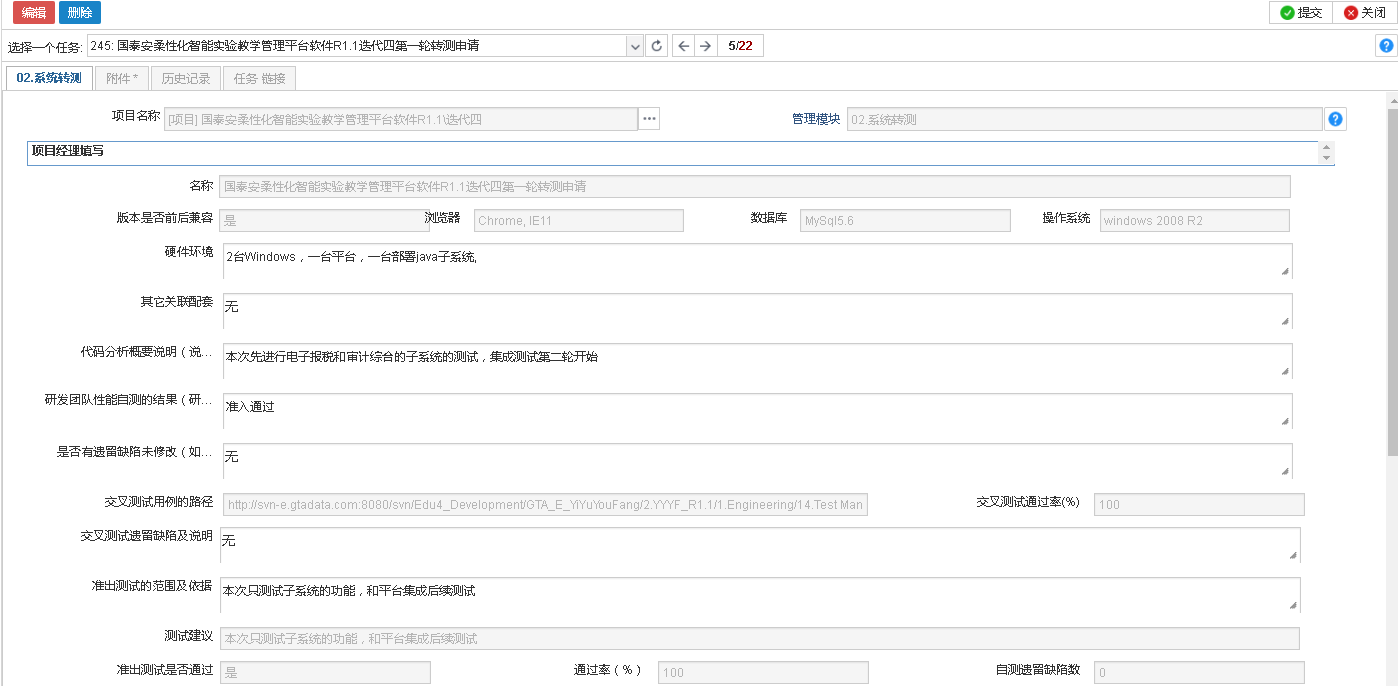 编辑 删除 提交 关闭
选择一个任务: 245: 国泰安柔性化智能实验教学管理平台软件R1.1迭代四第一轮转测申请 5/22
02.系统转测 附件* 历史记录 任务 链接
项目名称 [项目] 国泰安柔性化智能实验教学管理平台软件R1.1\迭代四 ... 管理模块 02.系统转测
项目经理填写
名称 国泰安柔性化智能实验教学管理平台软件R1.1迭代四第一轮转测申请
版本是否前后兼容 是 浏览器 Chrome, IE11 数据库 MySql5.6 操作系统 windows 2008 R2
硬件环境 2台Windows，一台平台，一台部署java子系统,
其它关联配套 无
代码分析概要说明（说... 本次先进行电子报税和审计综合的子系统的测试，集成测试第二轮开始
研发团队性能自测的结果（研... 准入通过
是否有遗留缺陷未修改（如... 无
交叉测试用例的路径 http://svn-e.gtadata.com:8080/svn/Edu4_Development/GTA_E_YiYuYouFang/2.YYYF_R1.1/1.Engineering/14.Test Man 交叉测试通过率(%) 100
交叉测试遗留缺陷及说明 无
准出测试的范围及依据 本次只测试子系统的功能，和平台集成后续测试
测试建议 本次只测试子系统的功能，和平台集成后续测试
准出测试是否通过 是 通过率（%） 100 自测遗留缺陷数 0